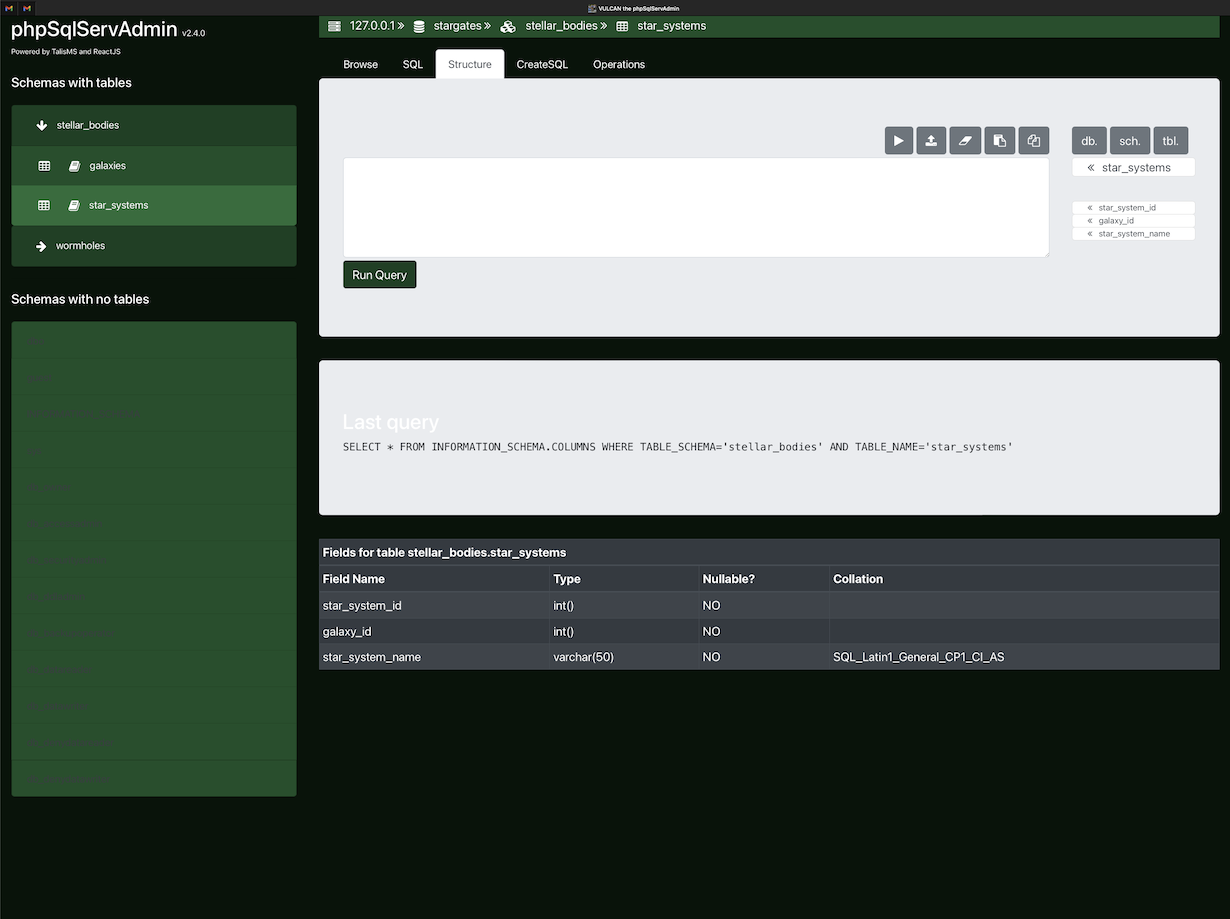 VULCAN the phpSqlServAdmin
phpSqlServAdmin v2.4.0
Powered by TalisMS and ReactJS
Schemas with tables
stellar_bodies
galaxies
star_systems
wormholes
Schemas with no tables
127.0.0.1 » stargates » stellar_bodies » star_systems
Browse SQL Structure CreateSQL Operations
db. sch. tbl.
« star_systems
« star_system_id
« galaxy_id
« star_system_name
Run Query
Last query
SELECT * FROM INFORMATION_SCHEMA.COLUMNS WHERE TABLE_SCHEMA='stellar_bodies' AND TABLE_NAME='star_systems'
Fields for table stellar_bodies.star_systems
Field Name Type Nullable? Collation
star_system_id int() NO
galaxy_id int() NO
star_system_name varchar(50) NO SQL_Latin1_General_CP1_CI_AS